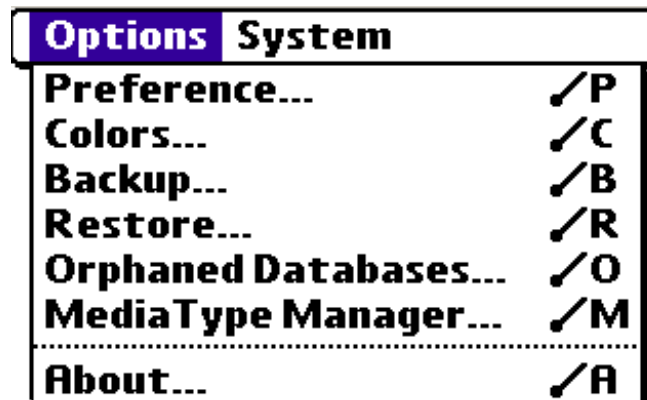 Options System
Preference... P
Colors... C
Backup... B
Restore... R
Orphaned Databases... O
MediaType Manager... M
About... A